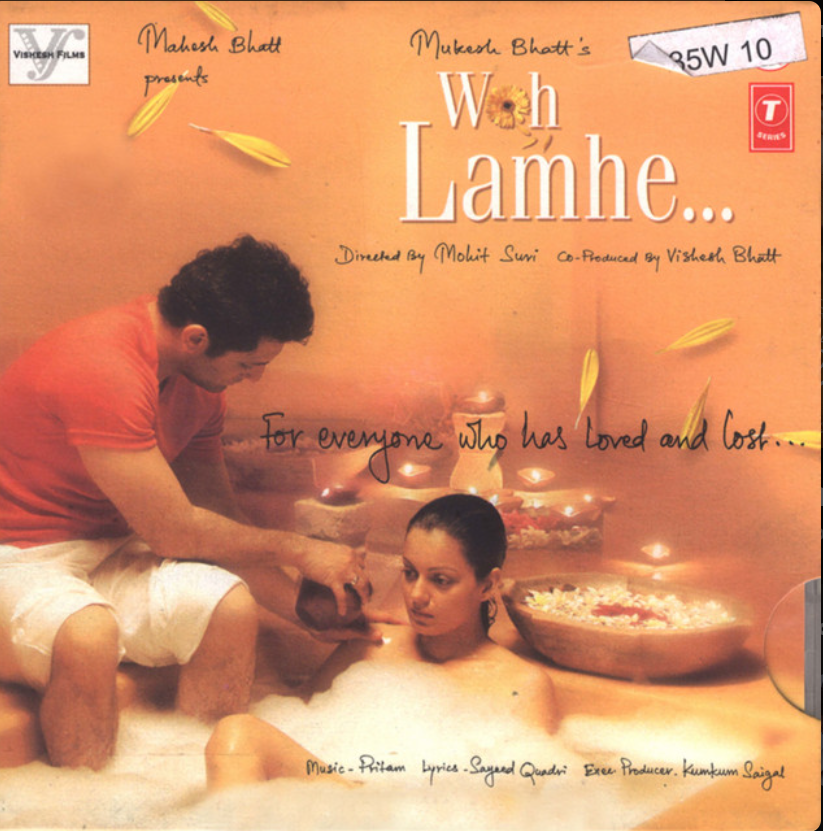 VISHESH FILMS
Mahesh Bhatt
presents
Mukesh Bhatt's
35W 10
Woh
Lamhe...
T
SERIES
Directed By Mohit Suri Co-Produced By Vishesh Bhatt
For everyone who has Loved and Lost...
Music - Pritam Lyrics - Sayeed Quadri Exec Producer. Kumkum Saigal